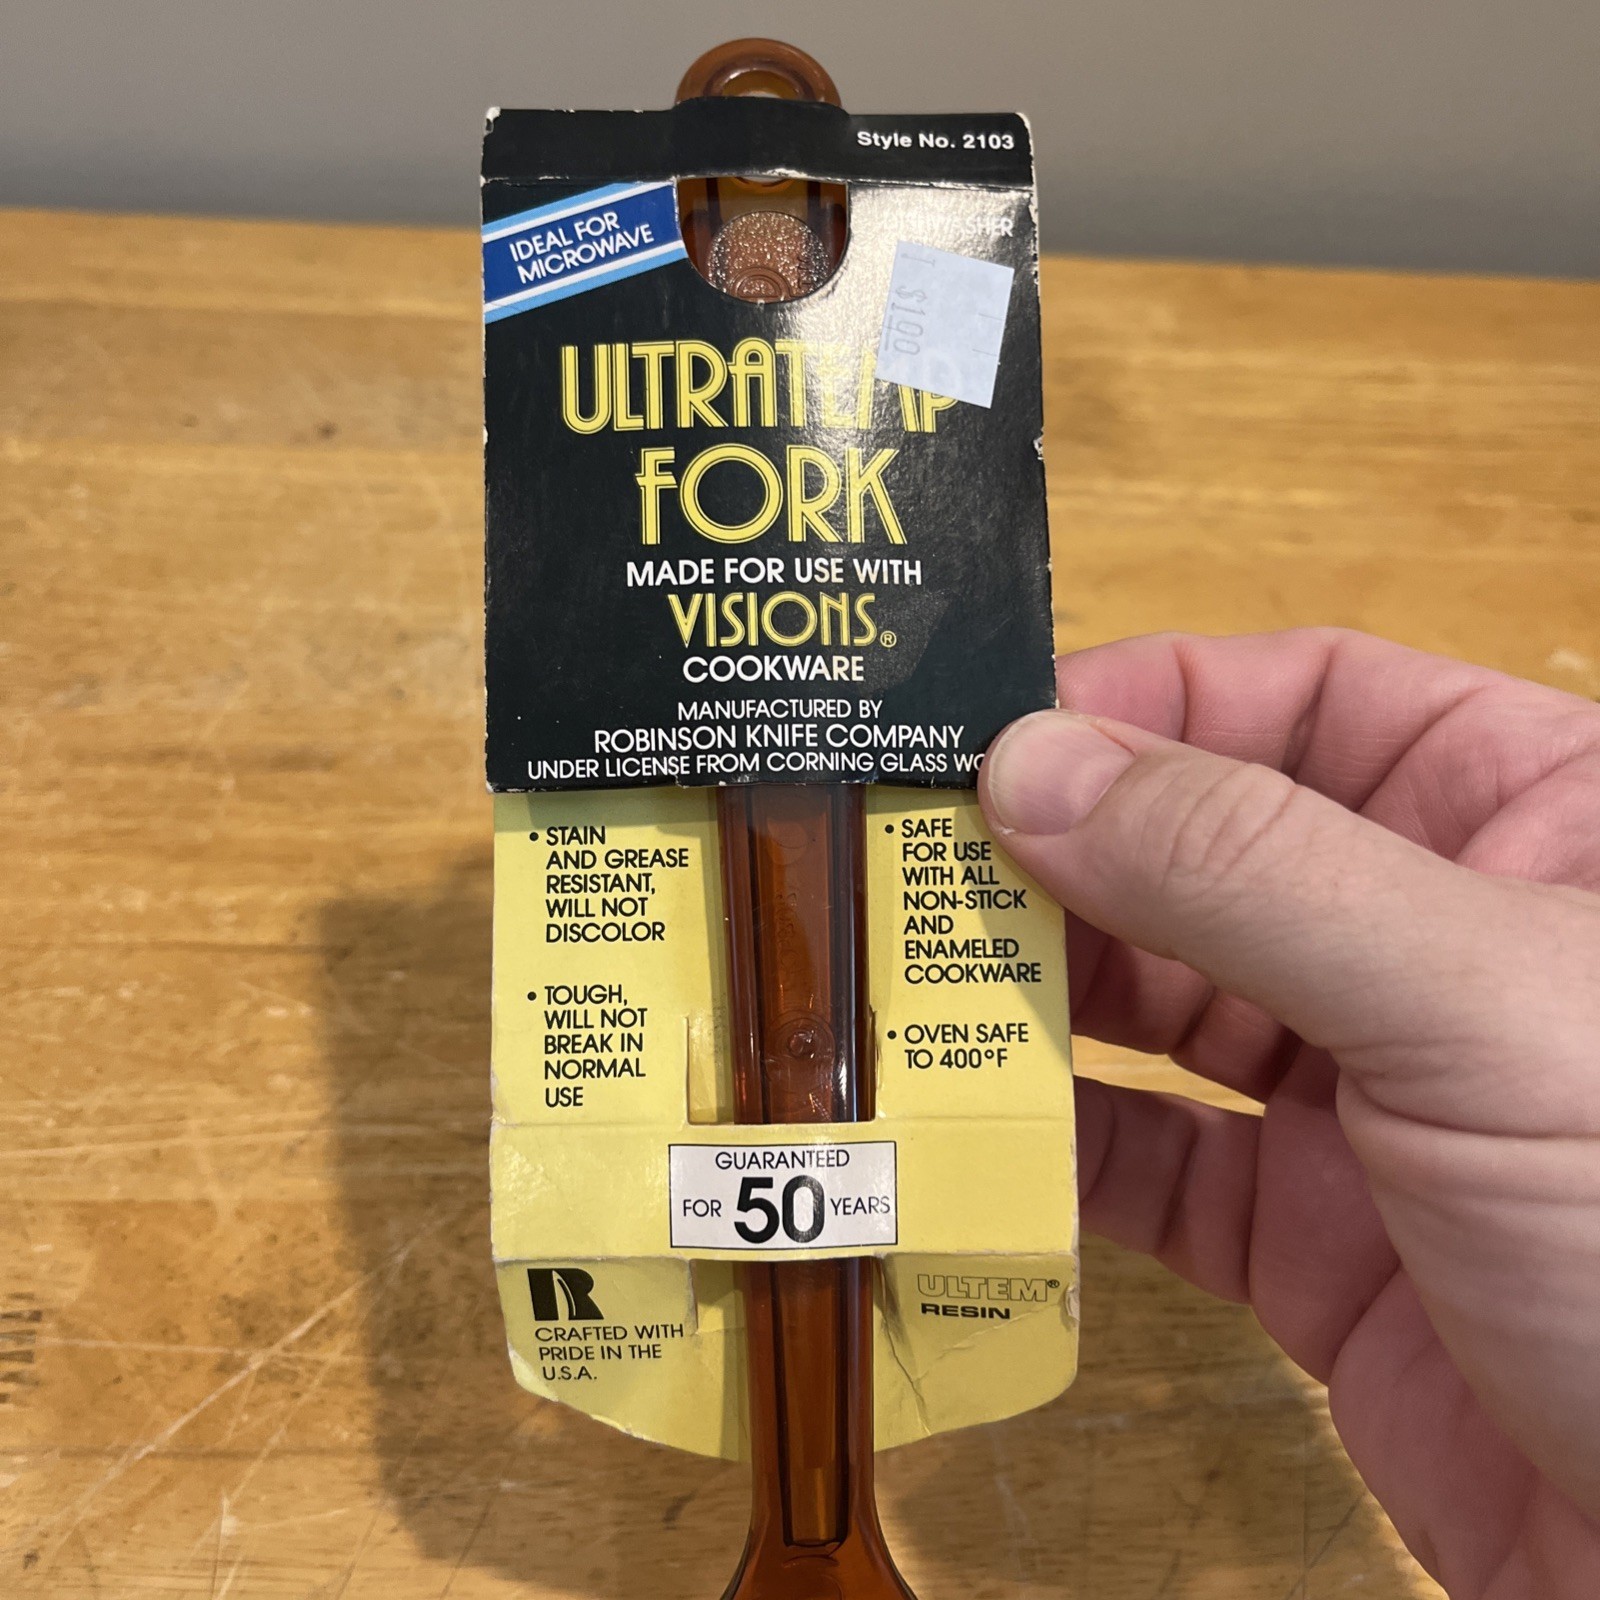 Style No. 2103
IDEAL FOR
MICROWAVE
$1.90
ULTRATEMP
FORK
MADE FOR USE WITH
VISIONS®
COOKWARE
MANUFACTURED BY
ROBINSON KNIFE COMPANY
UNDER LICENSE FROM CORNING GLASS
• STAIN
AND GREASE
RESISTANT,
WILL NOT
DISCOLOR
• TOUGH,
WILL NOT
BREAK IN
NORMAL
USE
• SAFE
FOR USE
WITH ALL
NON-STICK
AND
ENAMELED
COOKWARE
• OVEN SAFE
TO 400°F
GUARANTEED
FOR 50 YEARS
R
CRAFTED WITH
PRIDE IN THE
U.S.A.
ULTEM®
RESIN